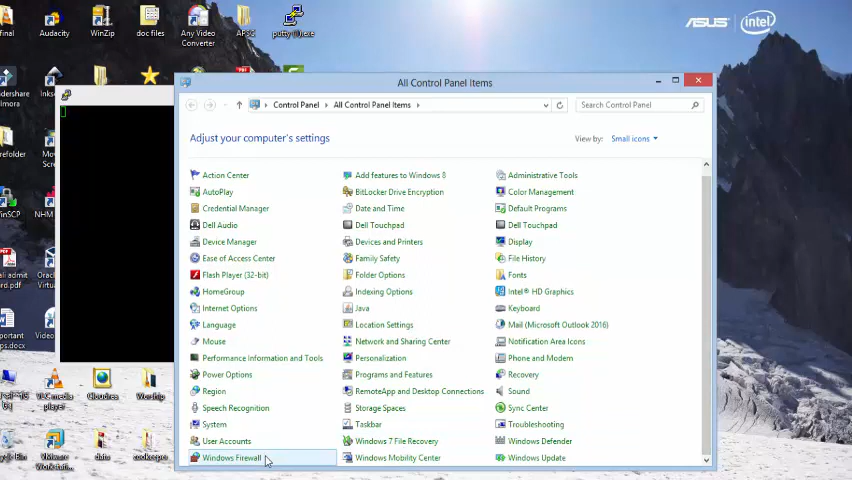 final
Audacity
WinZip
doc files
Any Video
Converter
APSC
putty (1).exe
ASUS
intel
All Control Panel Items
Control Panel
All Control Panel Items
Search Control Panel
Adjust your computer's settings
View by:
Small icons
Action Center
Add features to Windows 8
Administrative Tools
AutoPlay
BitLocker Drive Encryption
Color Management
Credential Manager
Date and Time
Default Programs
Dell Audio
Dell Touchpad
Dell Touchpad
Device Manager
Devices and Printers
Display
Ease of Access Center
Family Safety
File History
Flash Player (32-bit)
Folder Options
Fonts
HomeGroup
Indexing Options
Intel® HD Graphics
Internet Options
Java
Keyboard
Language
Location Settings
Mail (Microsoft Outlook 2016)
Mouse
Network and Sharing Center
Notification Area Icons
Performance Information and Tools
Personalization
Phone and Modem
Power Options
Programs and Features
Recovery
Region
RemoteApp and Desktop Connections
Sound
Speech Recognition
Storage Spaces
Sync Center
System
Taskbar
Troubleshooting
User Accounts
Windows 7 File Recovery
Windows Defender
Windows Firewall
Windows Mobility Center
Windows Update
VLC media
player
Cloudrea
Worship
VMware
Workstati...
data
cookiecpro